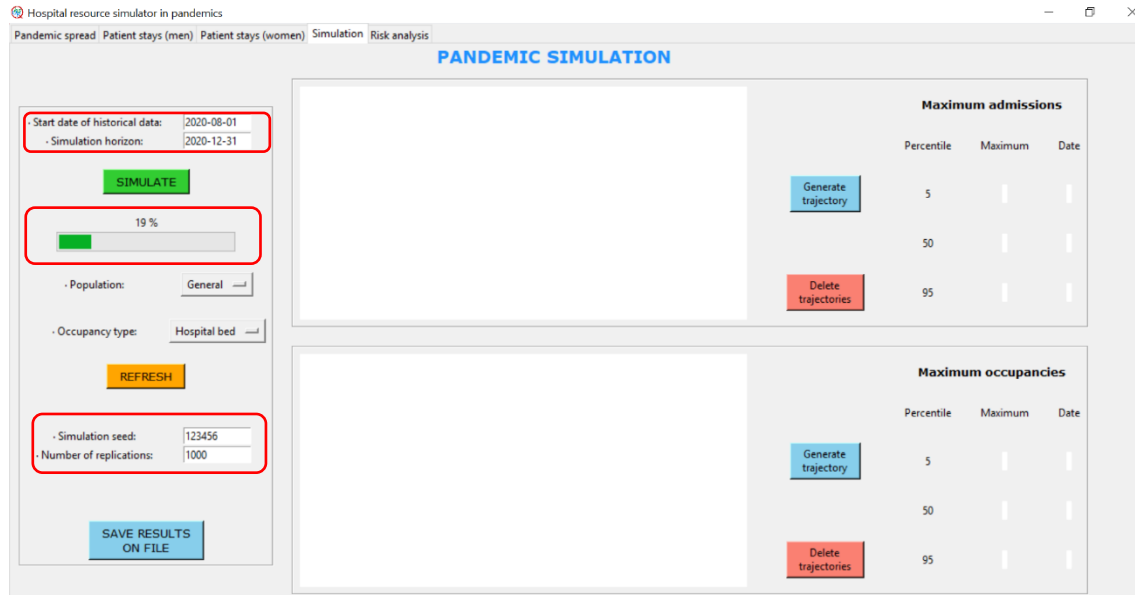 Hospital resource simulator in pandemics
Pandemic spread Patient stays (men) Patient stays (women) Simulation Risk analysis
PANDEMIC SIMULATION
· Start date of historical data: 2020-08-01
· Simulation horizon: 2020-12-31
SIMULATE
19 %
· Population: General
· Occupancy type: Hospital bed
REFRESH
· Simulation seed: 123456
· Number of replications: 1000
SAVE RESULTS
ON FILE
Maximum admissions
Percentile Maximum Date
Generate
trajectory
5
50
Delete
trajectories
95
Maximum occupancies
Percentile Maximum Date
Generate
trajectory
5
50
Delete
trajectories
95